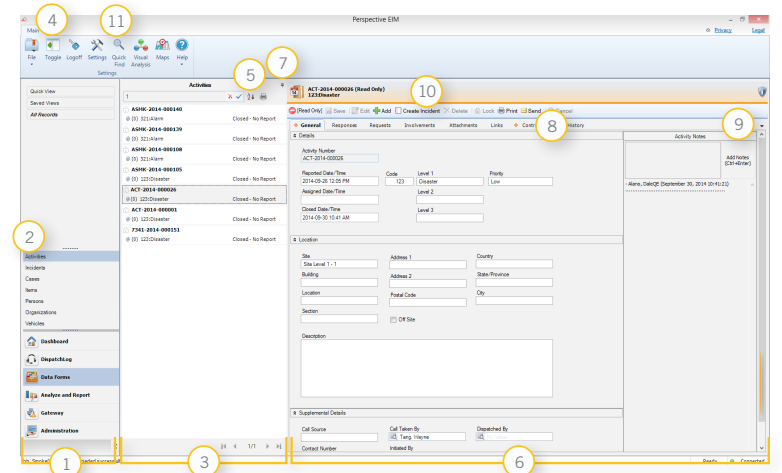 Perspective EIM
4
11
Main
Privacy Legal
File Toggle Logoff Settings Quick Find Visual Analysis Maps Help
Settings
5
7
Quick View
Saved Views
All Records
Activities
1
ASHK-2014-000140
(0) 321:Alarm Closed - No Report
ASHK-2014-000139
(0) 321:Alarm Closed - No Report
ASHK-2014-000108
(0) 321:Alarm Closed - No Report
ASHK-2014-000105
(0) 123:Disaster Closed - No Report
ACT-2014-000026
(0) 123:Disaster Closed - No Report
ACT-2014-000001
(0) 123:Disaster Closed - No Report
7341-2014-000151
(0) 123:Disaster Closed - No Report
2
Activities
Incidents
Cases
Items
Persons
Organizations
Vehicles
Dashboard
DispatchLog
Data Forms
Analyze and Report
Gateway
Administration
1/1
1
3
ACT-2014-000026 (Read Only)
123:Disaster
10
[Read Only] Save Edit Add Create Incident Delete Lock Print Send Cancel
8
9
General Responses Requests Involvements Attachments Links History
Details
Activity Number
ACT-2014-000026
Reported Date/Time Code Level 1 Priority
2014-09-26 12:05 PM 123 Disaster Low
Assigned Date/Time Level 2
Closed Date/Time Level 3
2014-09-30 10:41 AM
Location
Site Address 1 Country
Site Level 1 - 1
Building Address 2 State/Province
Location Postal Code City
Section
Off Site
Description
Supplemental Details
Call Source Call Taken By Dispatched By
Tang, Wayne
Contact Number Initiated By
Activity Notes
Add Notes
(Ctrl+Enter)
- Alano, DaleQE (September 30, 2014 10:41:21)
6
Ready Connected